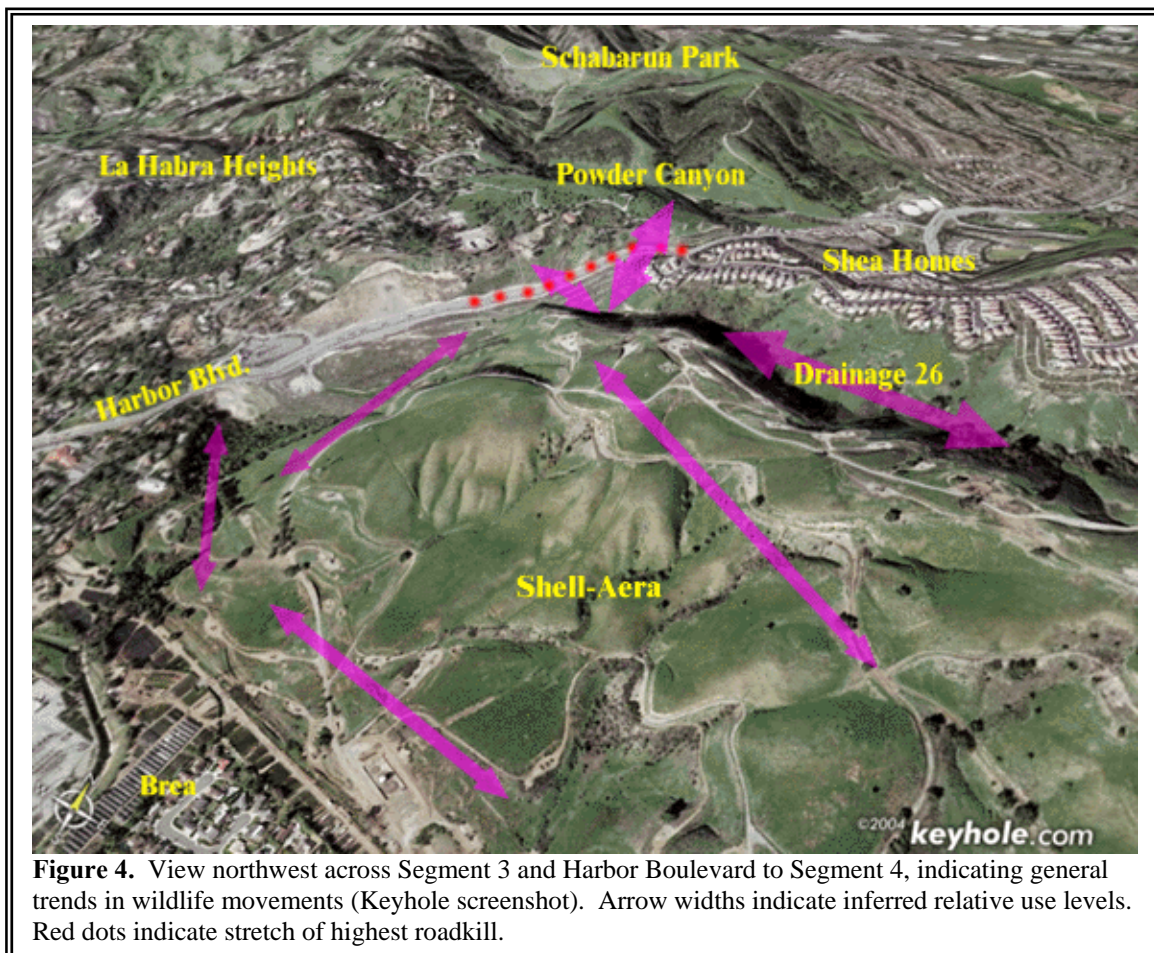 Schabarun Park
La Habra Heights
Powder Canyon
Shea Homes
Harbor Blvd.
Drainage 26
Shell-Aera
Brea
©2004 keyhole.com
Figure 4. View northwest across Segment 3 and Harbor Boulevard to Segment 4, indicating general
trends in wildlife movements (Keyhole screenshot). Arrow widths indicate inferred relative use levels.
Red dots indicate stretch of highest roadkill.